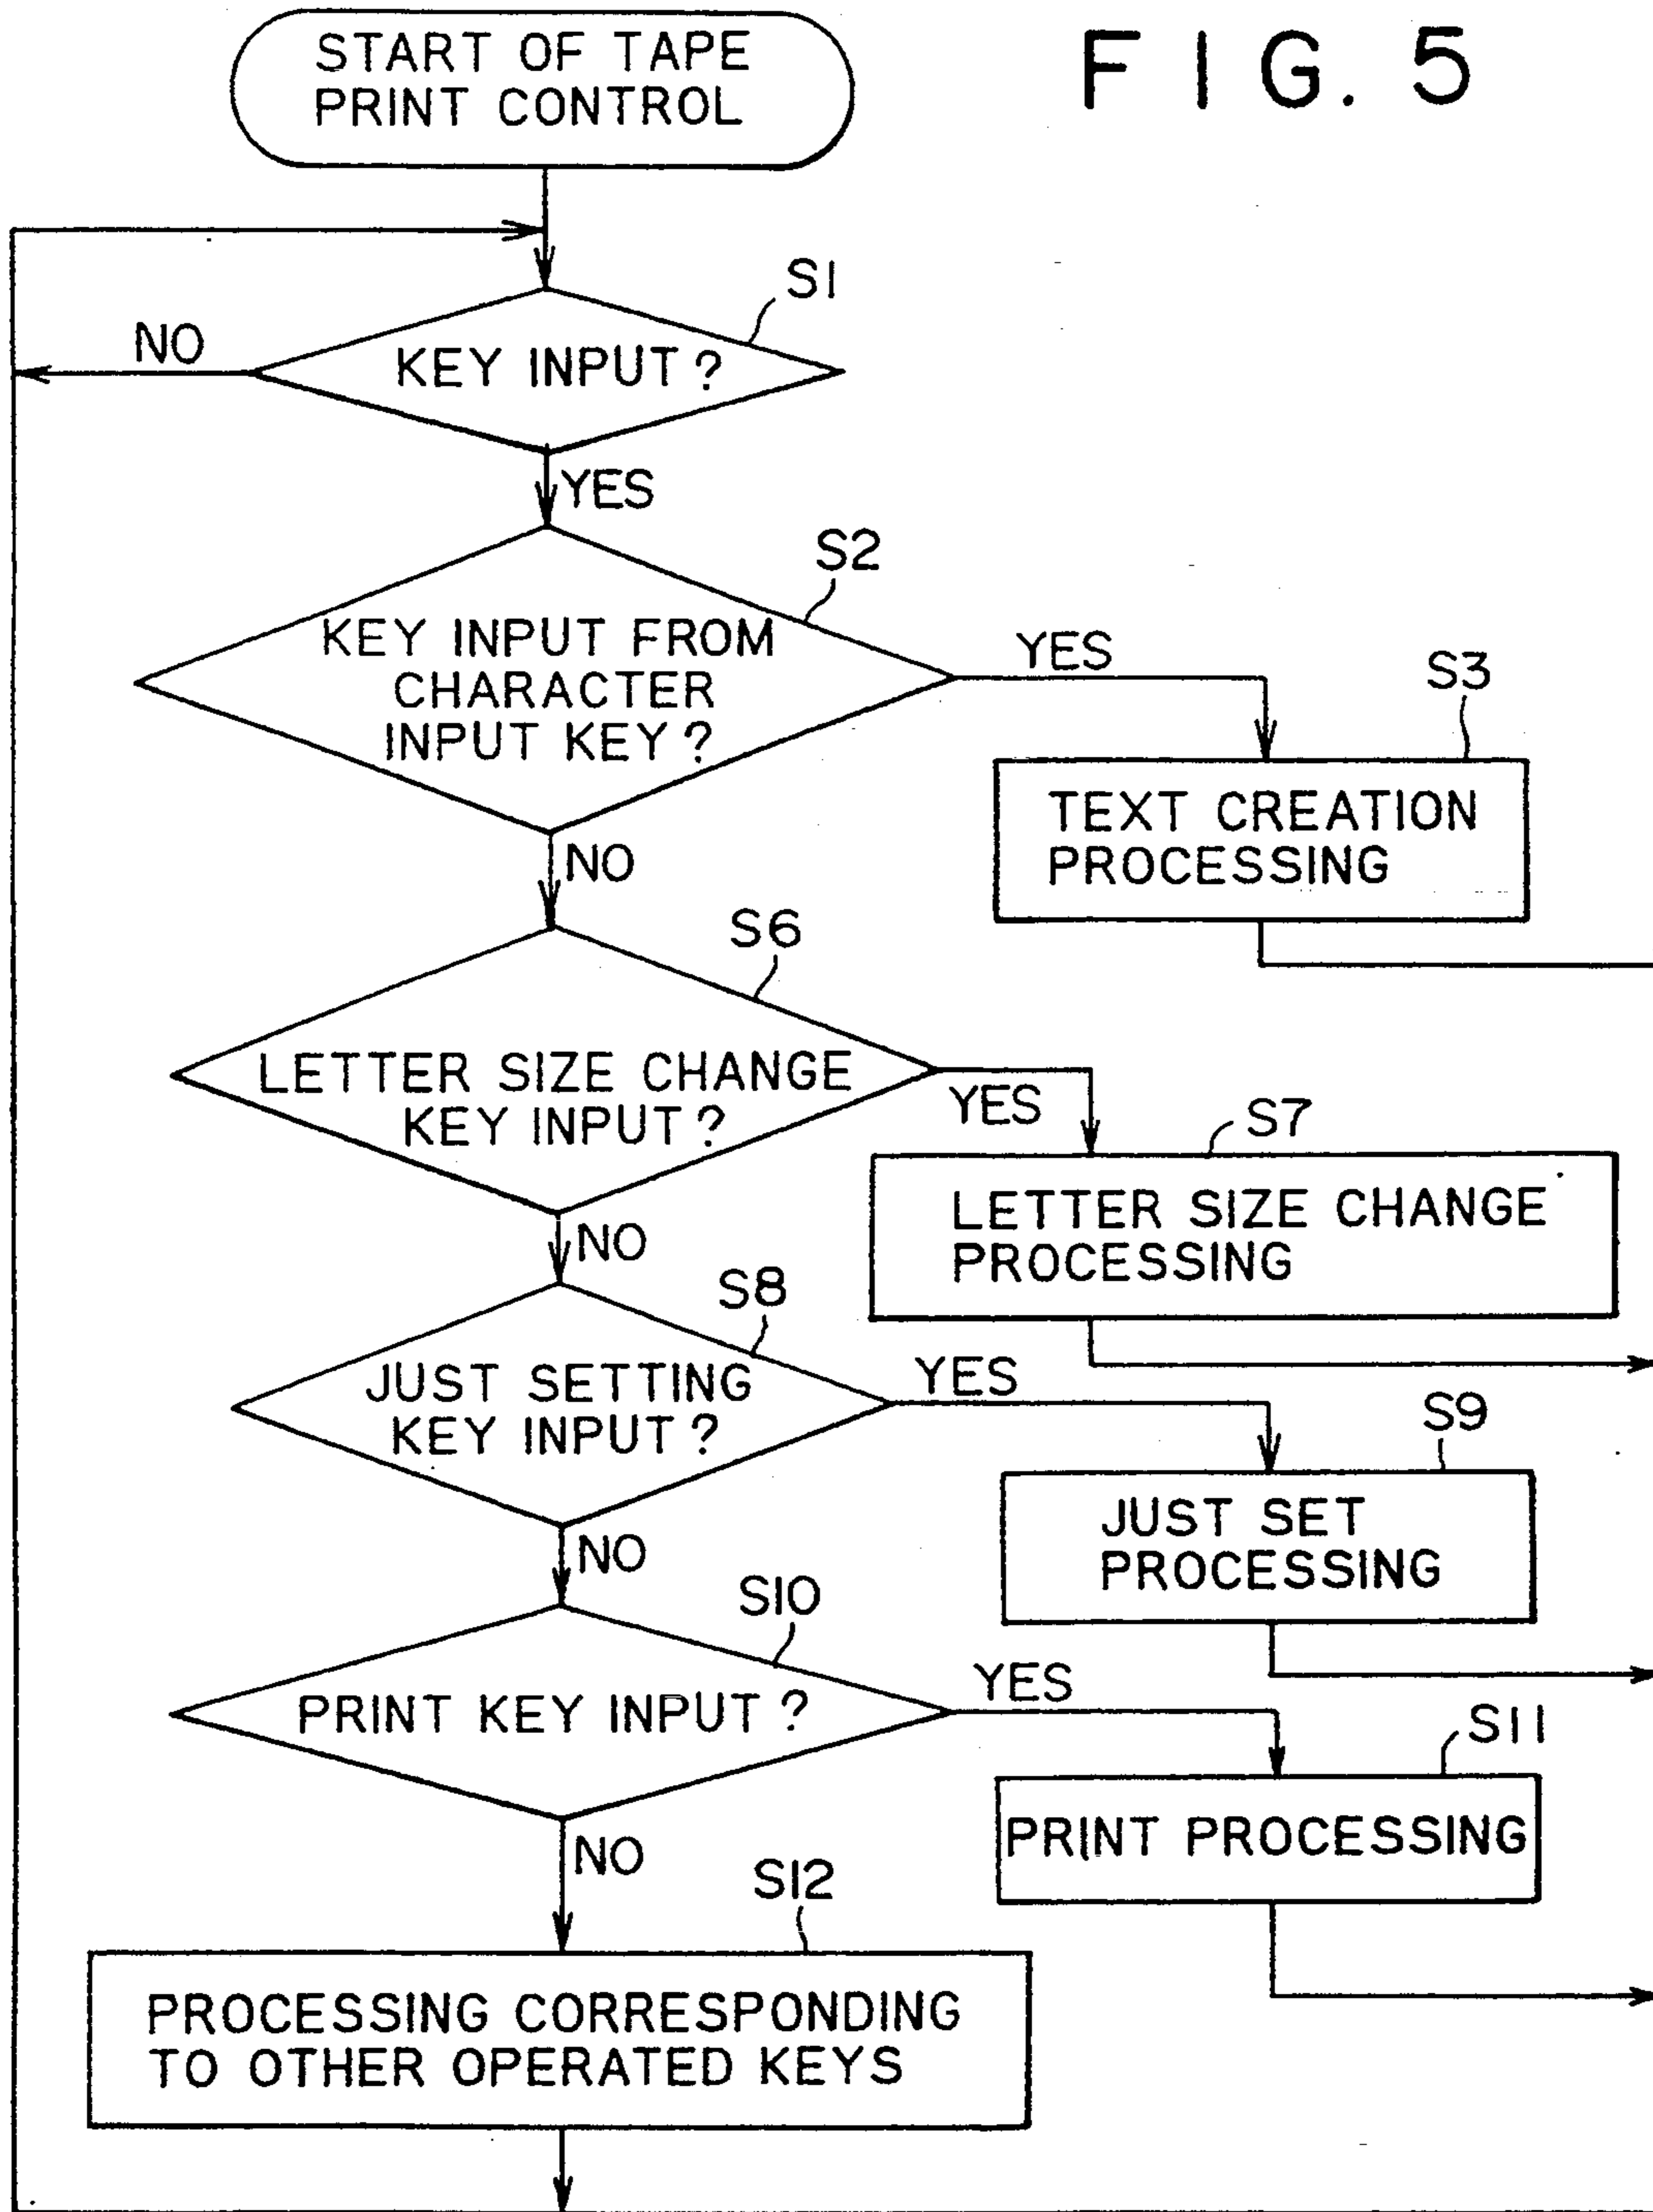 START OF TAPE
PRINT CONTROL
FIG. 5
S1
NO
KEY INPUT?
YES
S2
KEY INPUT FROM
CHARACTER
INPUT KEY?
YES
S3
TEXT CREATION
PROCESSING
NO
S6
LETTER SIZE CHANGE
KEY INPUT?
YES
S7
LETTER SIZE CHANGE
PROCESSING
NO
S8
JUST SETTING
KEY INPUT?
YES
S9
JUST SET
PROCESSING
NO
S10
PRINT KEY INPUT?
YES
S11
PRINT PROCESSING
NO
S12
PROCESSING CORRESPONDING
TO OTHER OPERATED KEYS